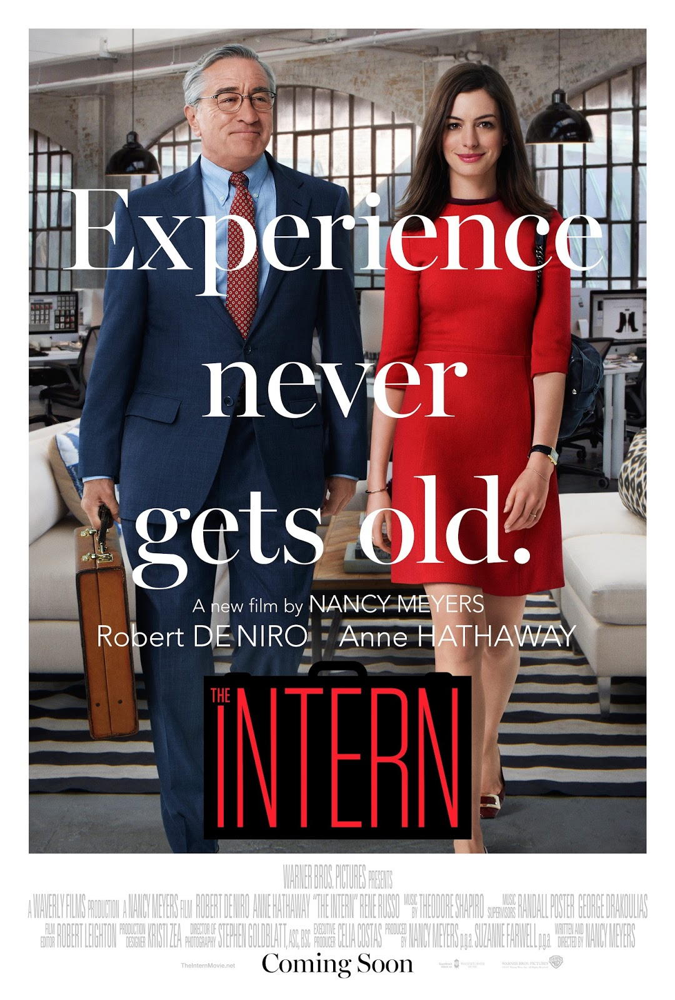 Experience
never
gets old.
A new film by NANCY MEYERS
Robert DE NIRO Anne HATHAWAY
THE INTERN
WARNER BROS. PICTURES PRESENTS
A WAVERLY FILMS PRODUCTION A NANCY MEYERS FILM ROBERT DE NIRO ANNE HATHAWAY "THE INTERN" RENE RUSSO MUSIC BY THEODORE SHAPIRO MUSIC SUPERVISORS RANDALL POSTER GEORGE DRAKOULIAS
FILM EDITOR ROBERT LEIGHTON PRODUCTION DESIGNER KRISTI ZEA DIRECTOR OF PHOTOGRAPHY STEPHEN GOLDBLATT, ASC, BSC EXECUTIVE PRODUCER CELIA COSTAS PRODUCED BY NANCY MEYERS p.g.a. SUZANNE FARWELL p.g.a. WRITTEN AND DIRECTED BY NANCY MEYERS
TheInternMovie.net Coming Soon WARNER BROS. PICTURES